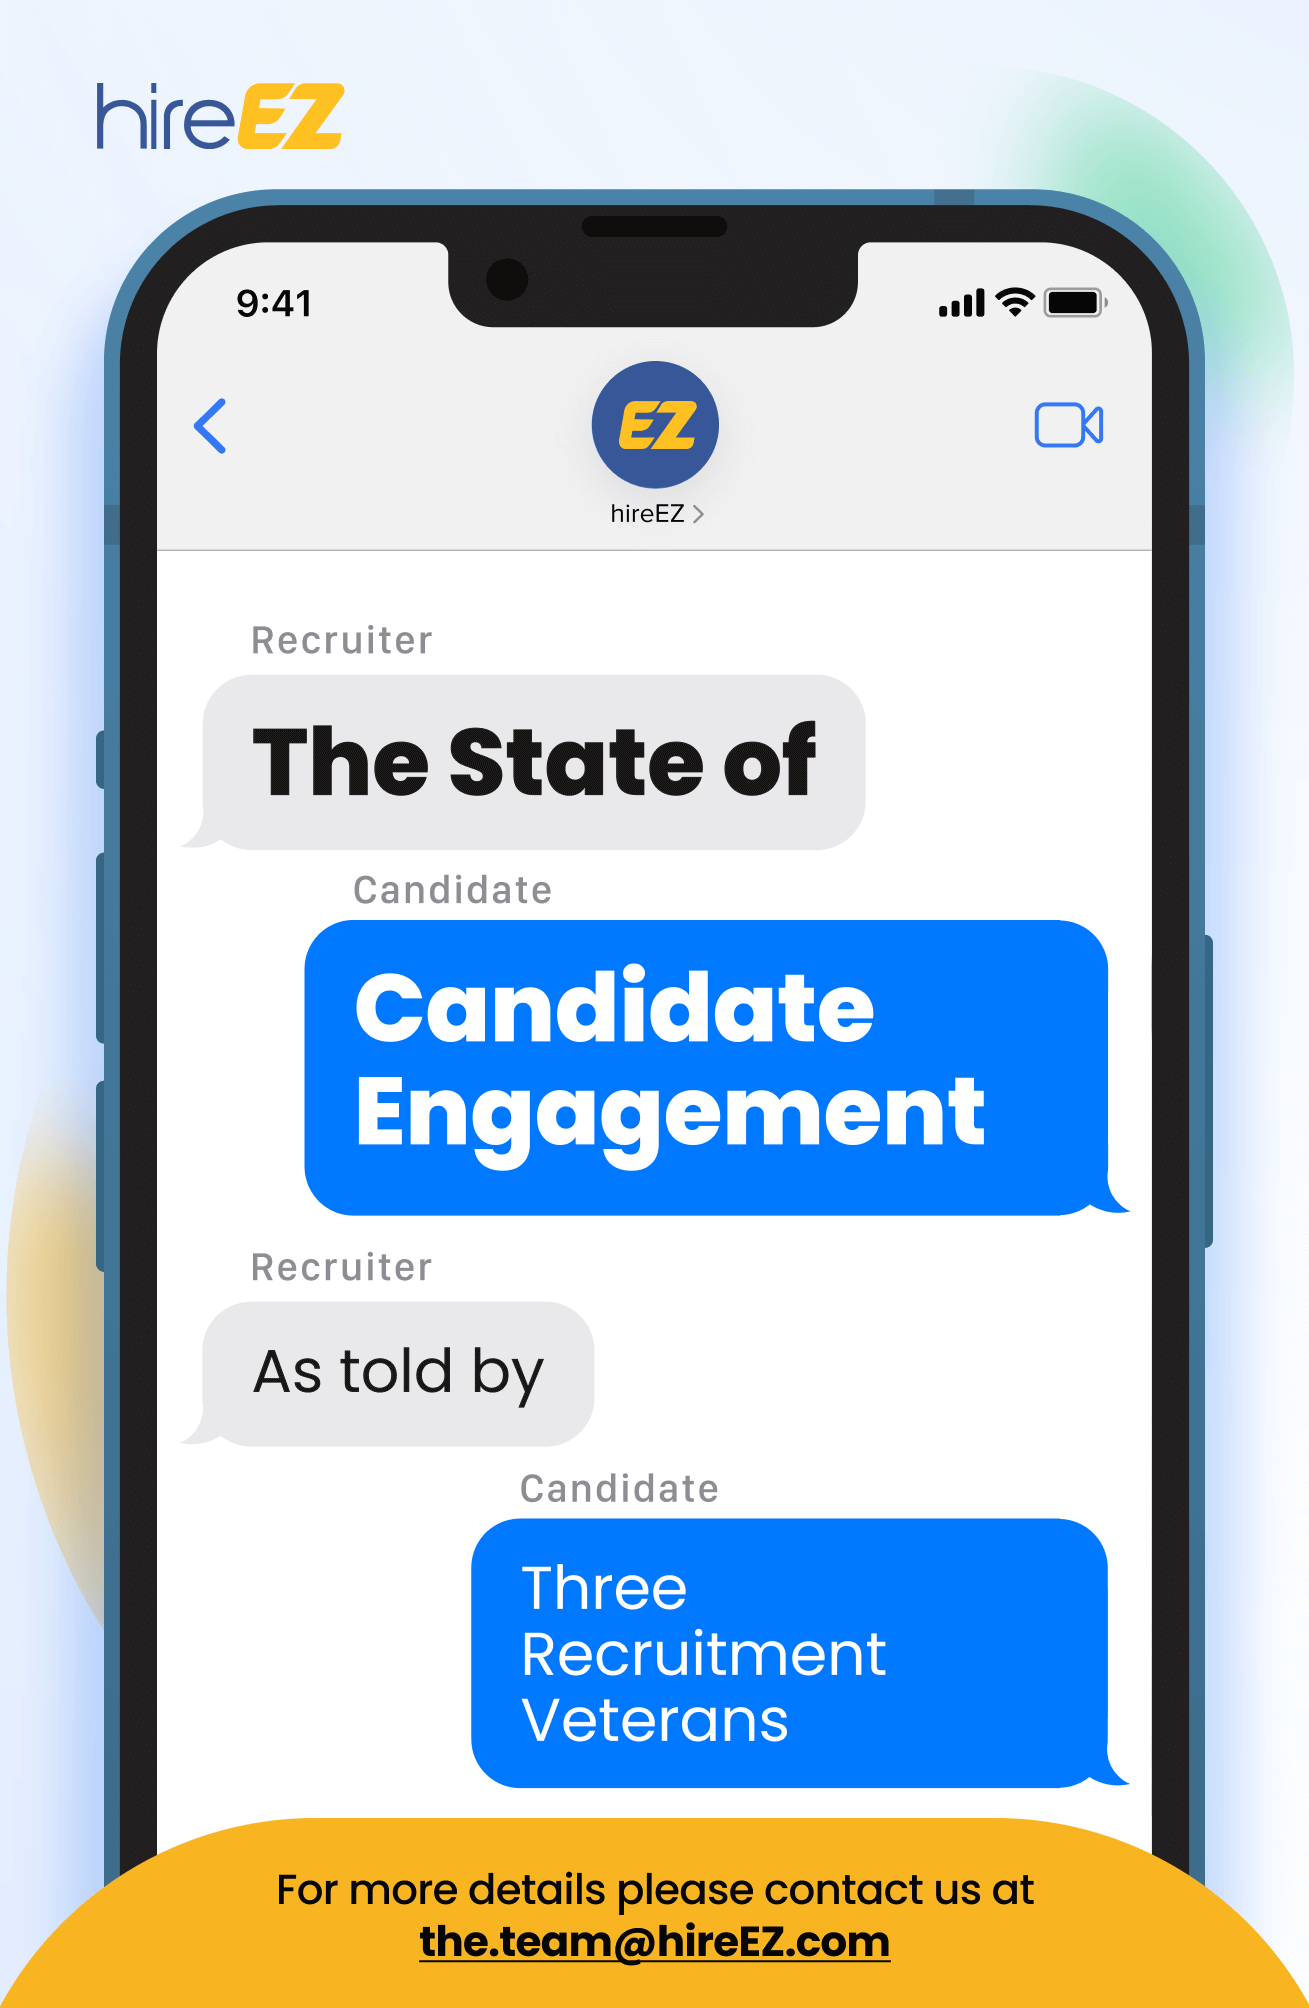 hireEZ
9:41
EZ
hireEZ
Recruiter
The State of
Candidate
Candidate
Engagement
Recruiter
As told by
Candidate
Three
Recruitment
Veterans
For more details please contact us at
the.team@hireEZ.com